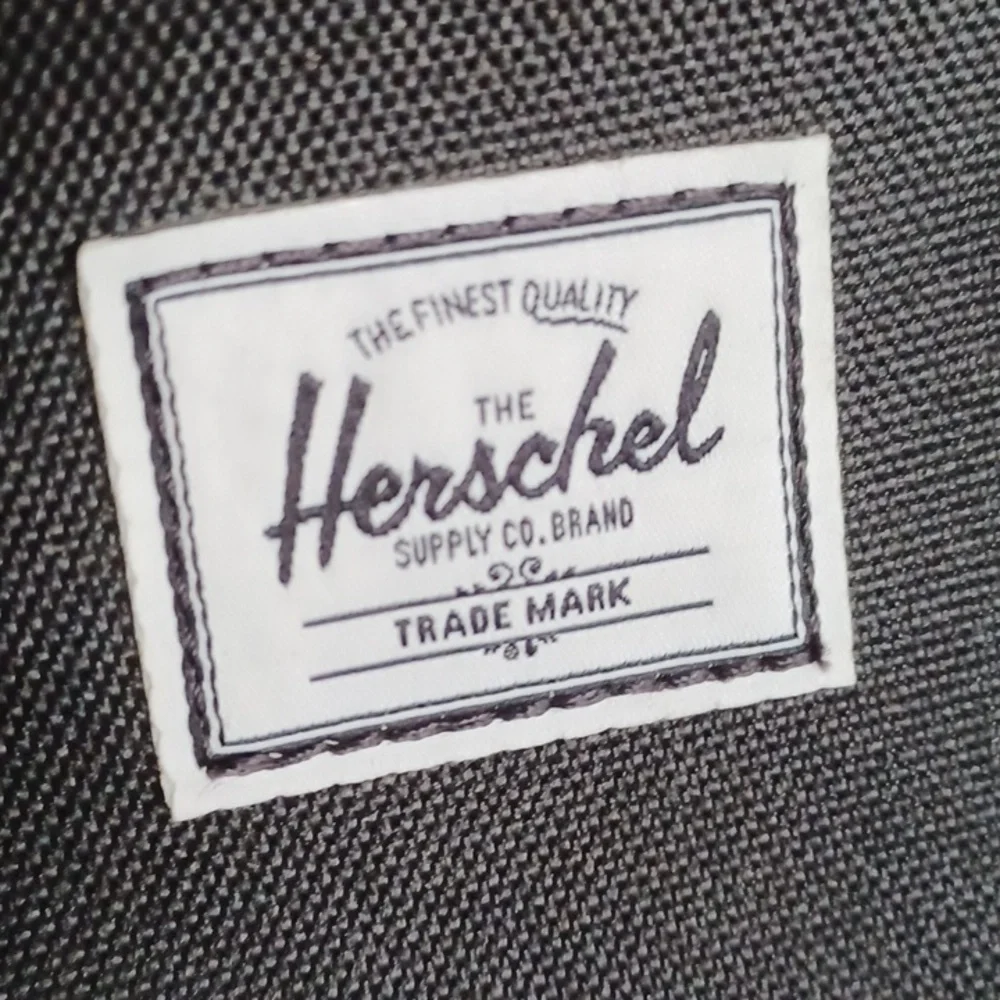 THE FINEST QUALITY
THE
Herschel
SUPPLY CO. BRAND
TRADE MARK